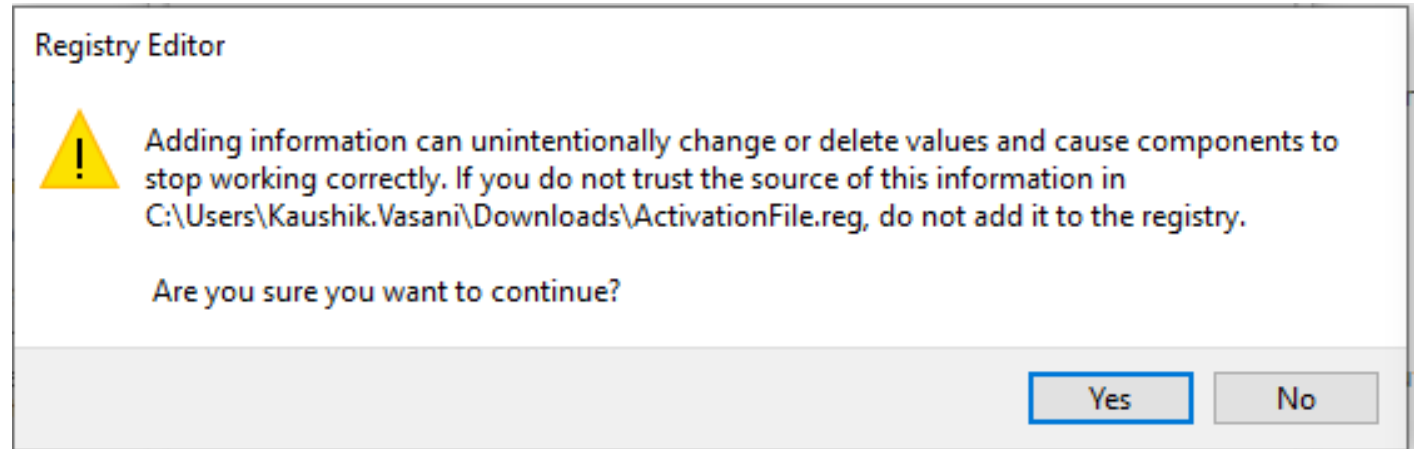 Registry Editor
Adding information can unintentionally change or delete values and cause components to
stop working correctly. If you do not trust the source of this information in
C:\Users\Kaushik.Vasani\Downloads\ActivationFile.reg, do not add it to the registry.
Are you sure you want to continue?
Yes No